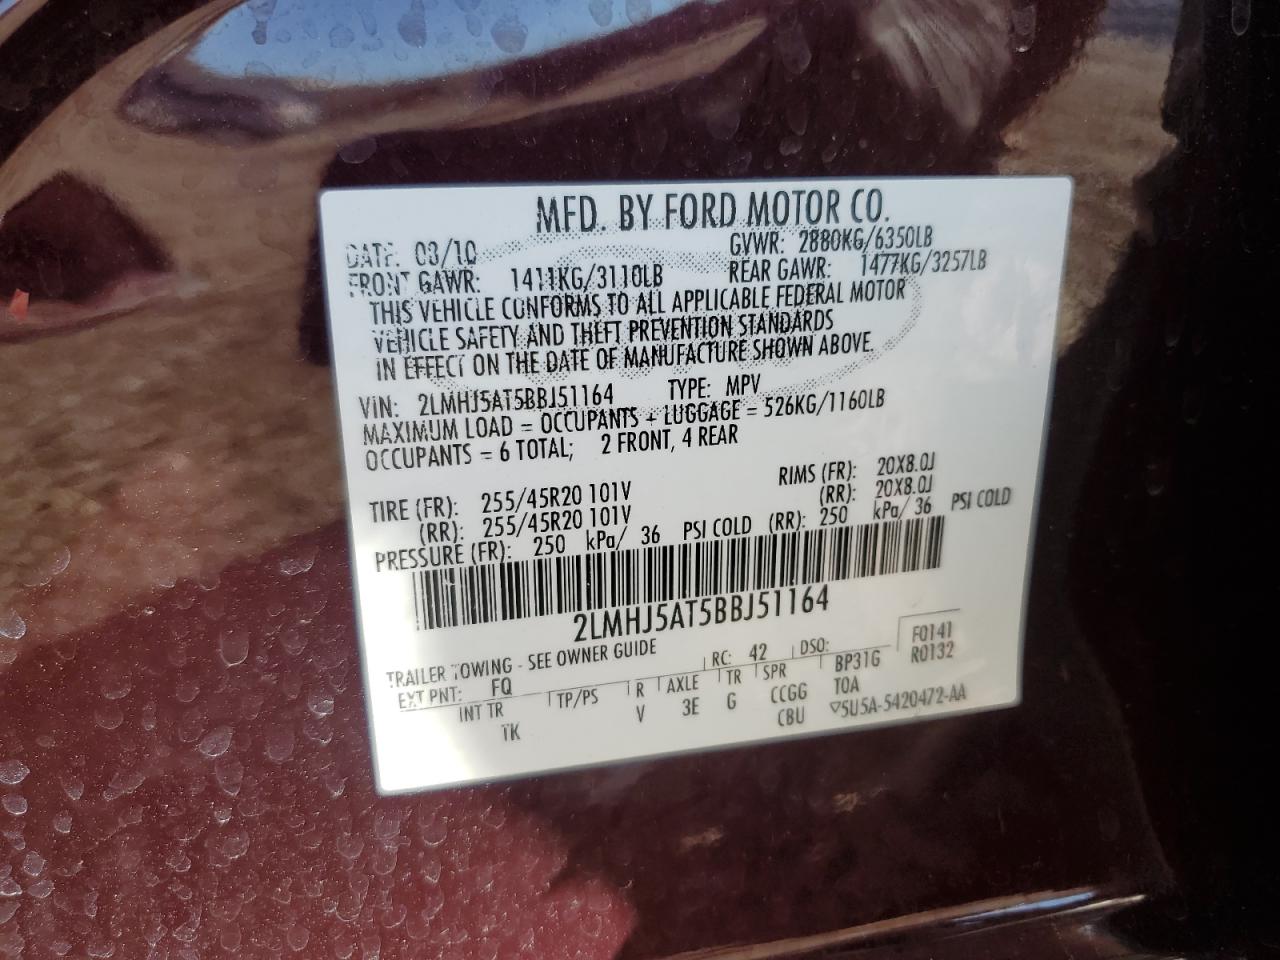 MFD. BY FORD MOTOR CO.
DATE: 03/10 GVWR: 2880KG/6350LB
FRONT GAWR: 1411KG/3110LB REAR GAWR: 1477KG/3257LB
THIS VEHICLE CONFORMS TO ALL APPLICABLE FEDERAL MOTOR
VEHICLE SAFETY AND THEFT PREVENTION STANDARDS
IN EFFECT ON THE DATE OF MANUFACTURE SHOWN ABOVE.
VIN: 2LMHJ5AT5BBJ51164 TYPE: MPV
MAXIMUM LOAD = OCCUPANTS + LUGGAGE = 526KG/1160LB
OCCUPANTS = 6 TOTAL; 2 FRONT, 4 REAR
TIRE (FR): 255/45R20 101V RIMS (FR): 20X8.0J
(RR): 255/45R20 101V (RR): 20X8.0J
PRESSURE (FR): 250 kPa/ 36 PSI COLD (RR): 250 kPa/ 36 PSI COLD
2LMHJ5AT5BBJ51164
TRAILER TOWING - SEE OWNER GUIDE RC: 42 DSO: F0141
EXT PNT: FQ BP31G R0132
INT TR TP/PS R AXLE TR SPR TOA
TK V 3E G CCGG ▽5U5A-5420472-AA
CBU